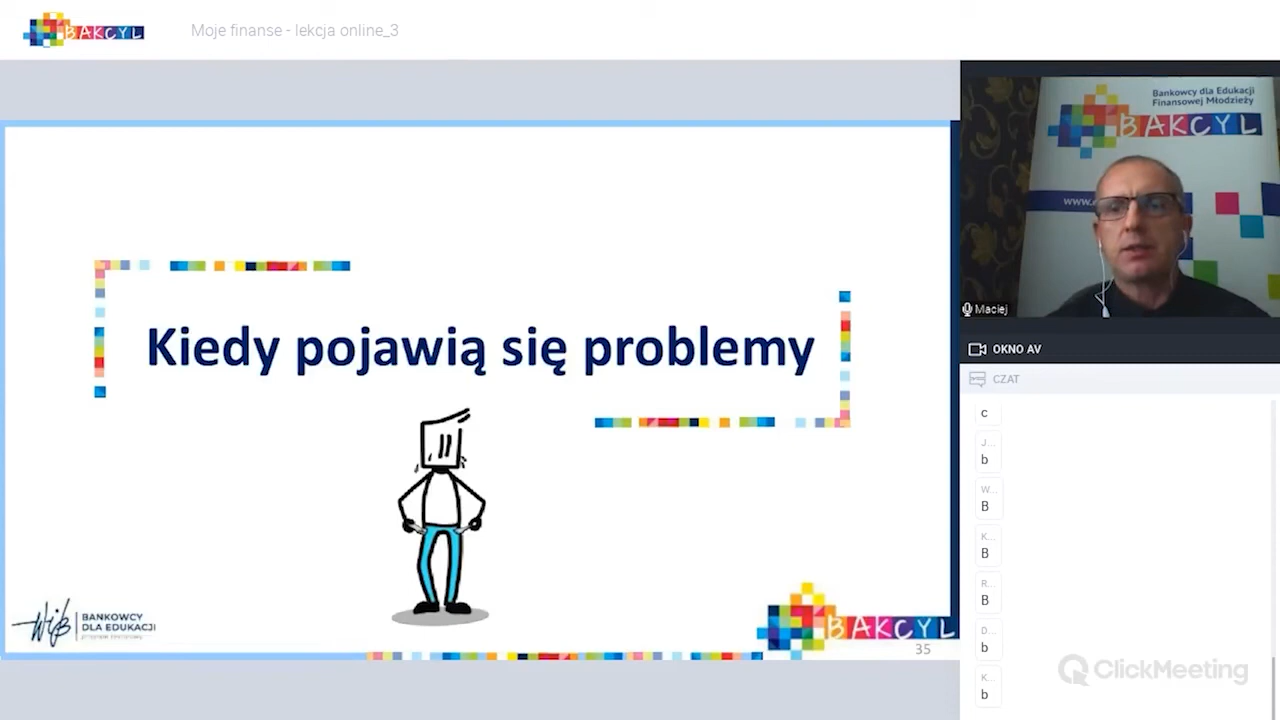 BAKCYL
Moje finanse - lekcja online_3
Kiedy pojawią się problemy
BANKOWCY
DLA EDUKACJI
BAKCYL
35
Bankowcy dla Edukacji
Finansowej Młodzieży
BAKCYL
www.
Maciej
OKNO AV
CZAT
c
J...
b
W...
B
K...
B
R...
B
D...
b
K...
b
ClickMeeting